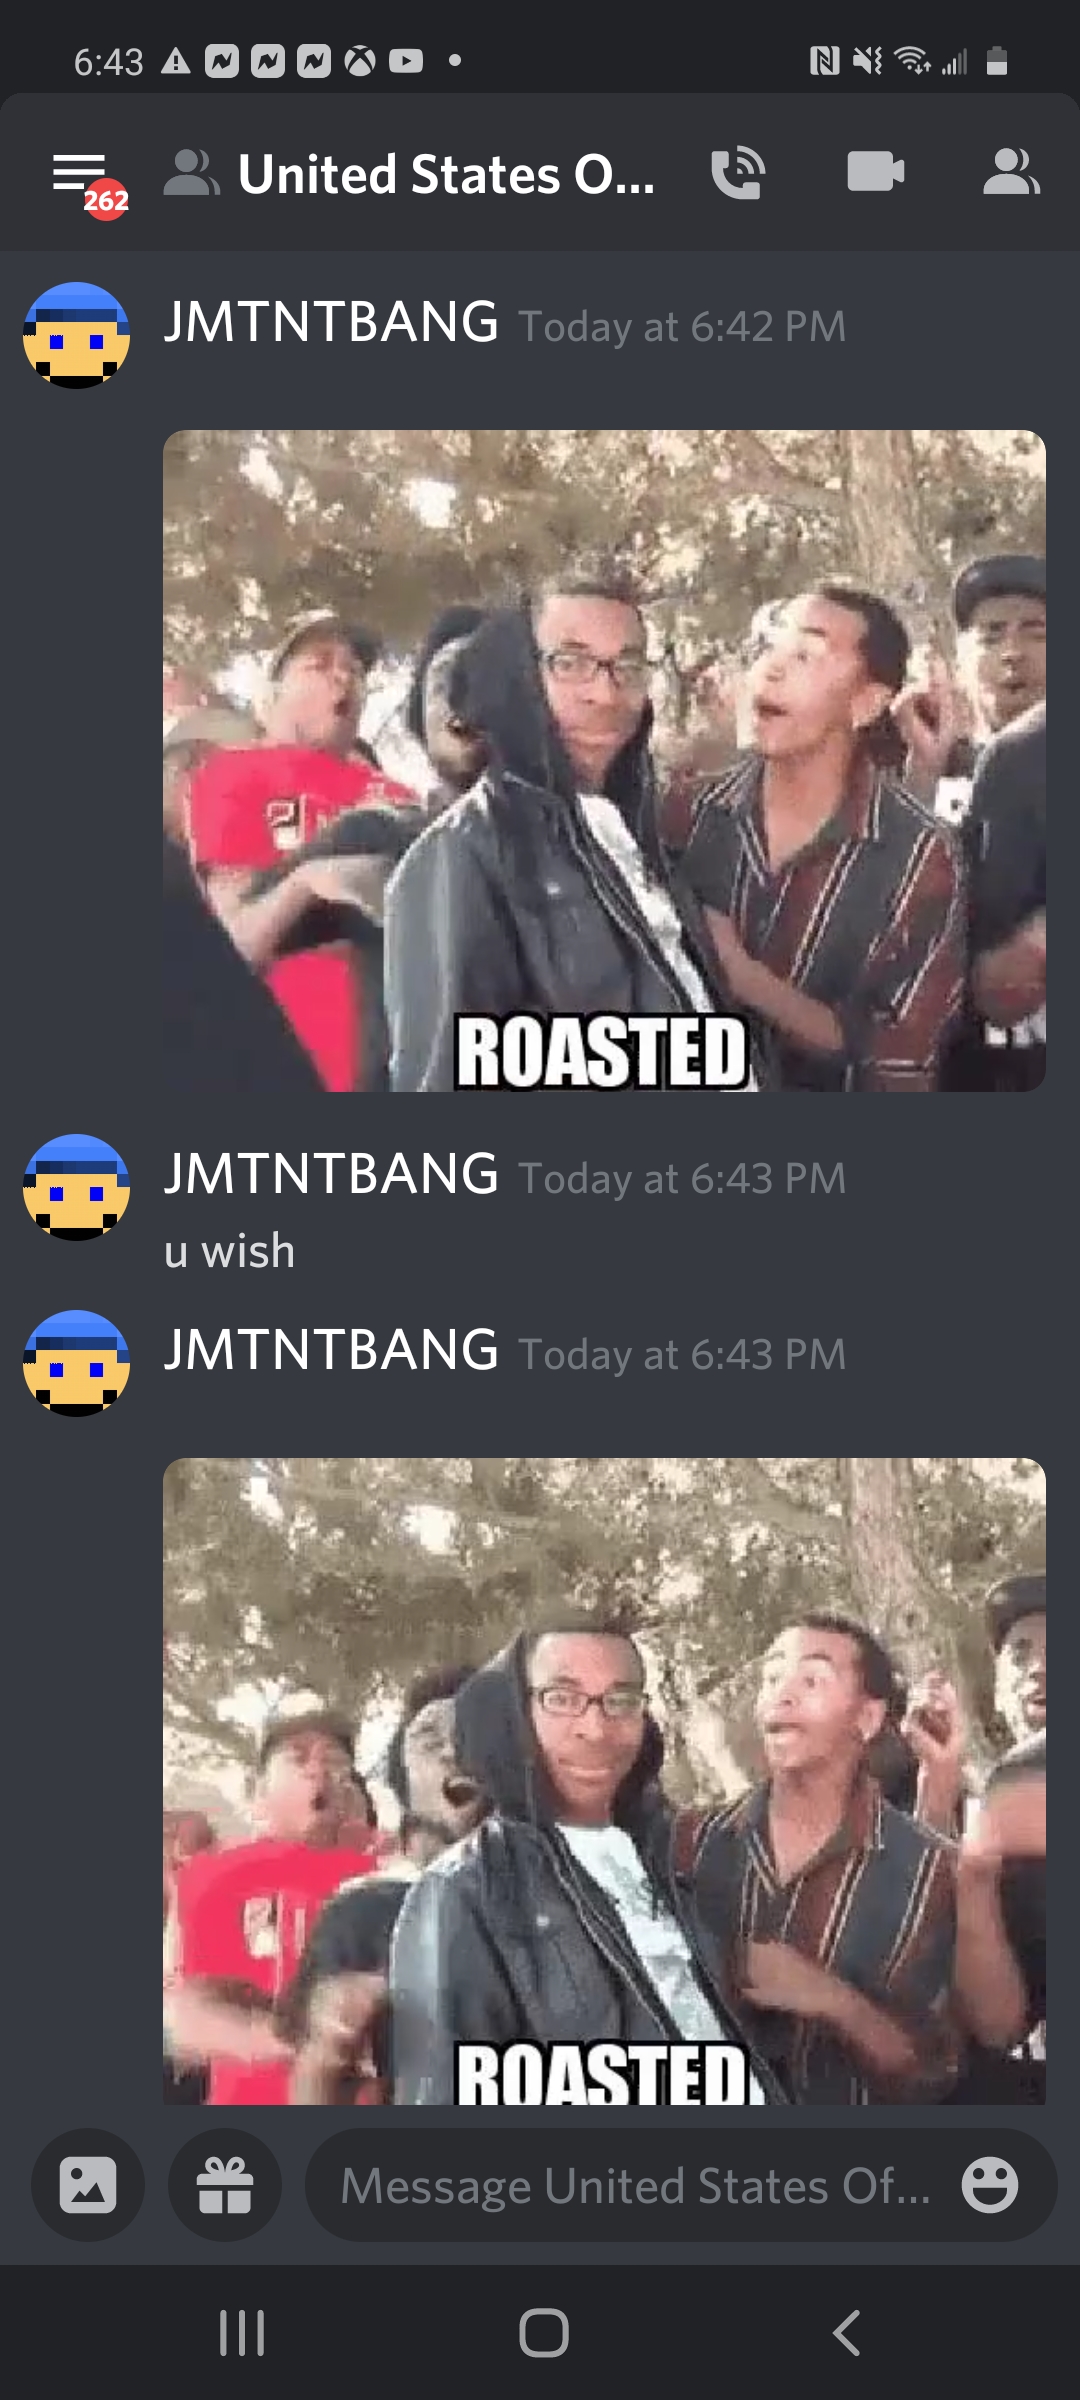 6:43
262
United States O...
JMTNTBANG Today at 6:42 PM
ROASTED
JMTNTBANG Today at 6:43 PM
u wish
JMTNTBANG Today at 6:43 PM
ROASTED
Message United States Of...